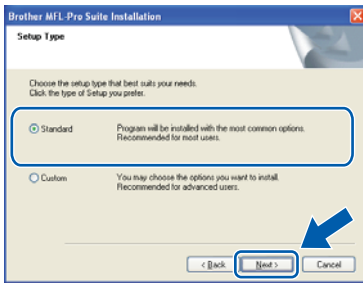 Brother MFL-Pro Suite Installation
Setup Type
Choose the setup type that best suits your needs.
Click the type of Setup you prefer.
Standard Program will be installed with the most common options.
Recommended for most users.
Custom You may choose the options you want to install.
Recommended for advanced users.
< Back Next > Cancel